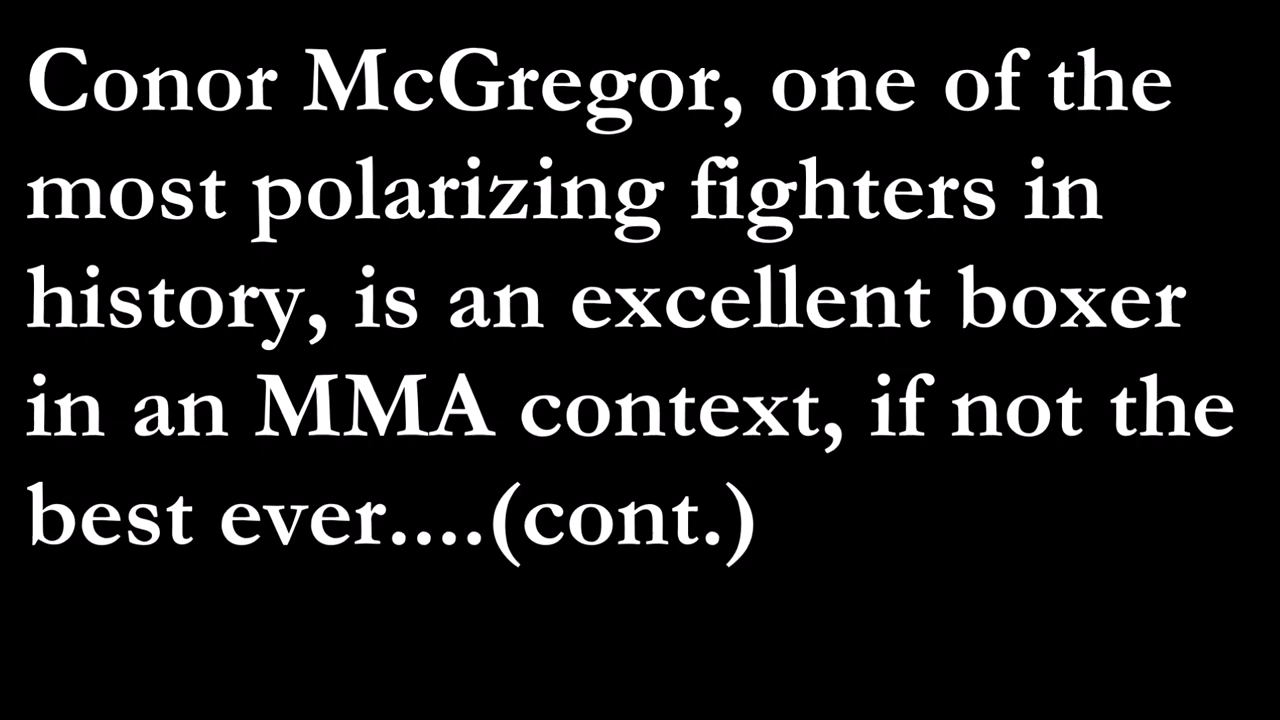 Conor McGregor, one of the
most polarizing fighters in
history, is an excellent boxer
in an MMA context, if not the
best ever....(cont.)